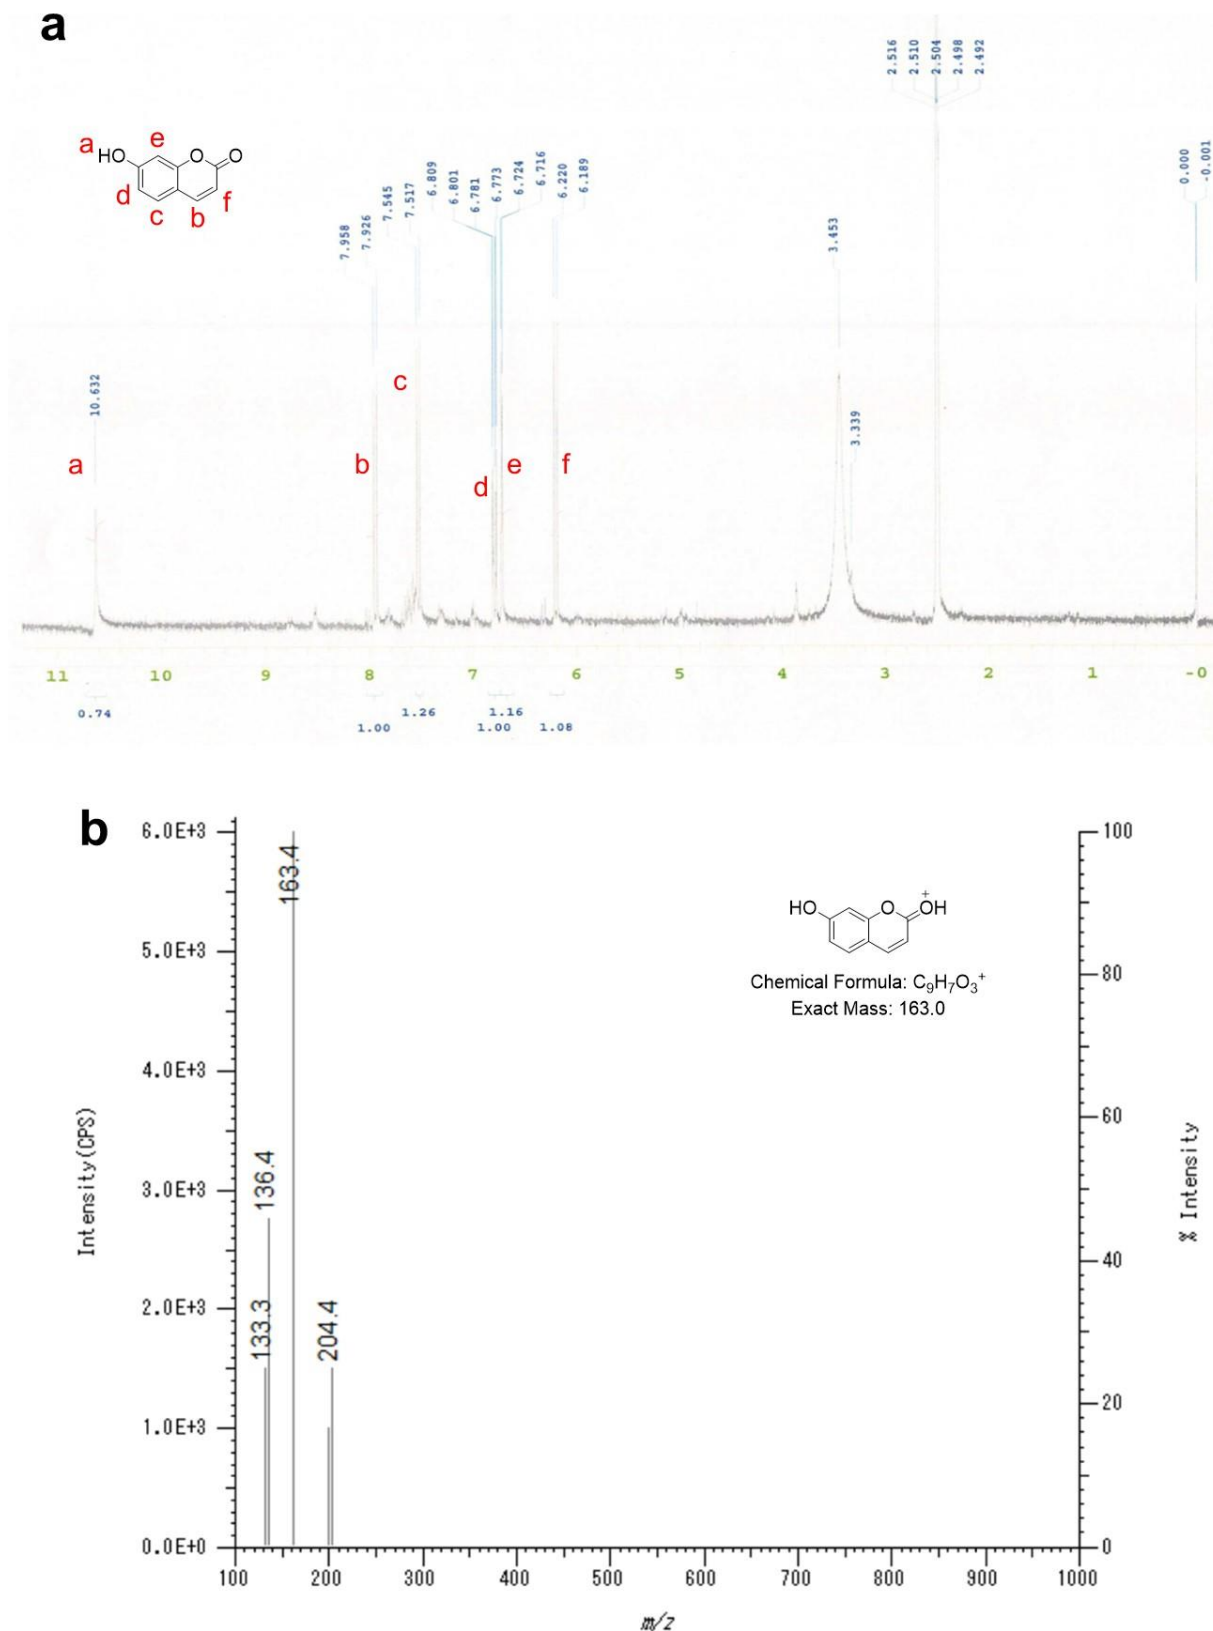 a
2.516
2.510
2.504
2.498
2.492
a HO e O O
d c b f
7.958
7.926
7.545
7.517
6.809
6.801
6.781
6.773
6.724
6.716
6.220
6.189
3.453
0.000
-0.001
10.632
3.339
c
a b d e f
11 10 9 8 7 6 5 4 3 2 1 -0
0.74 1.26 1.16
1.00 1.00 1.08
b
6.0E+3
5.0E+3
4.0E+3
3.0E+3
2.0E+3
1.0E+3
0.0E+0
Intensity(CPS)
163.4
136.4
133.3
204.4
HO O OH
+
Chemical Formula: C₉H₇O₃⁺
Exact Mass: 163.0
100
80
60
40
20
0
% Intensity
100 200 300 400 500 600 700 800 900 1000
m/z